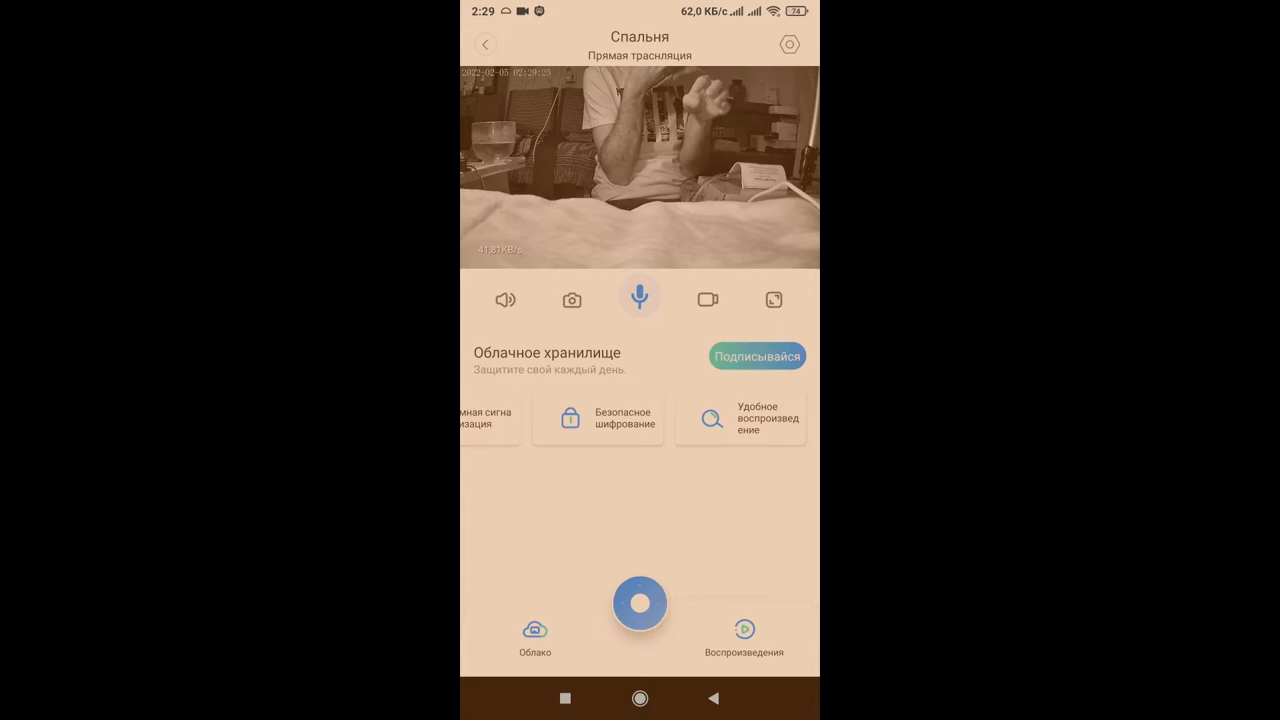 2:29 62,0 КБ/с 74
Спальня
Прямая трасляция
2022-02-05 02:29:25
41,81KB/s
Облачное хранилище
Подписывайся
Защитите свой каждый день.
мная сигна
изация
Безопасное
шифрование
Удобное
воспроизвед
ение
Облако
Воспроизведения